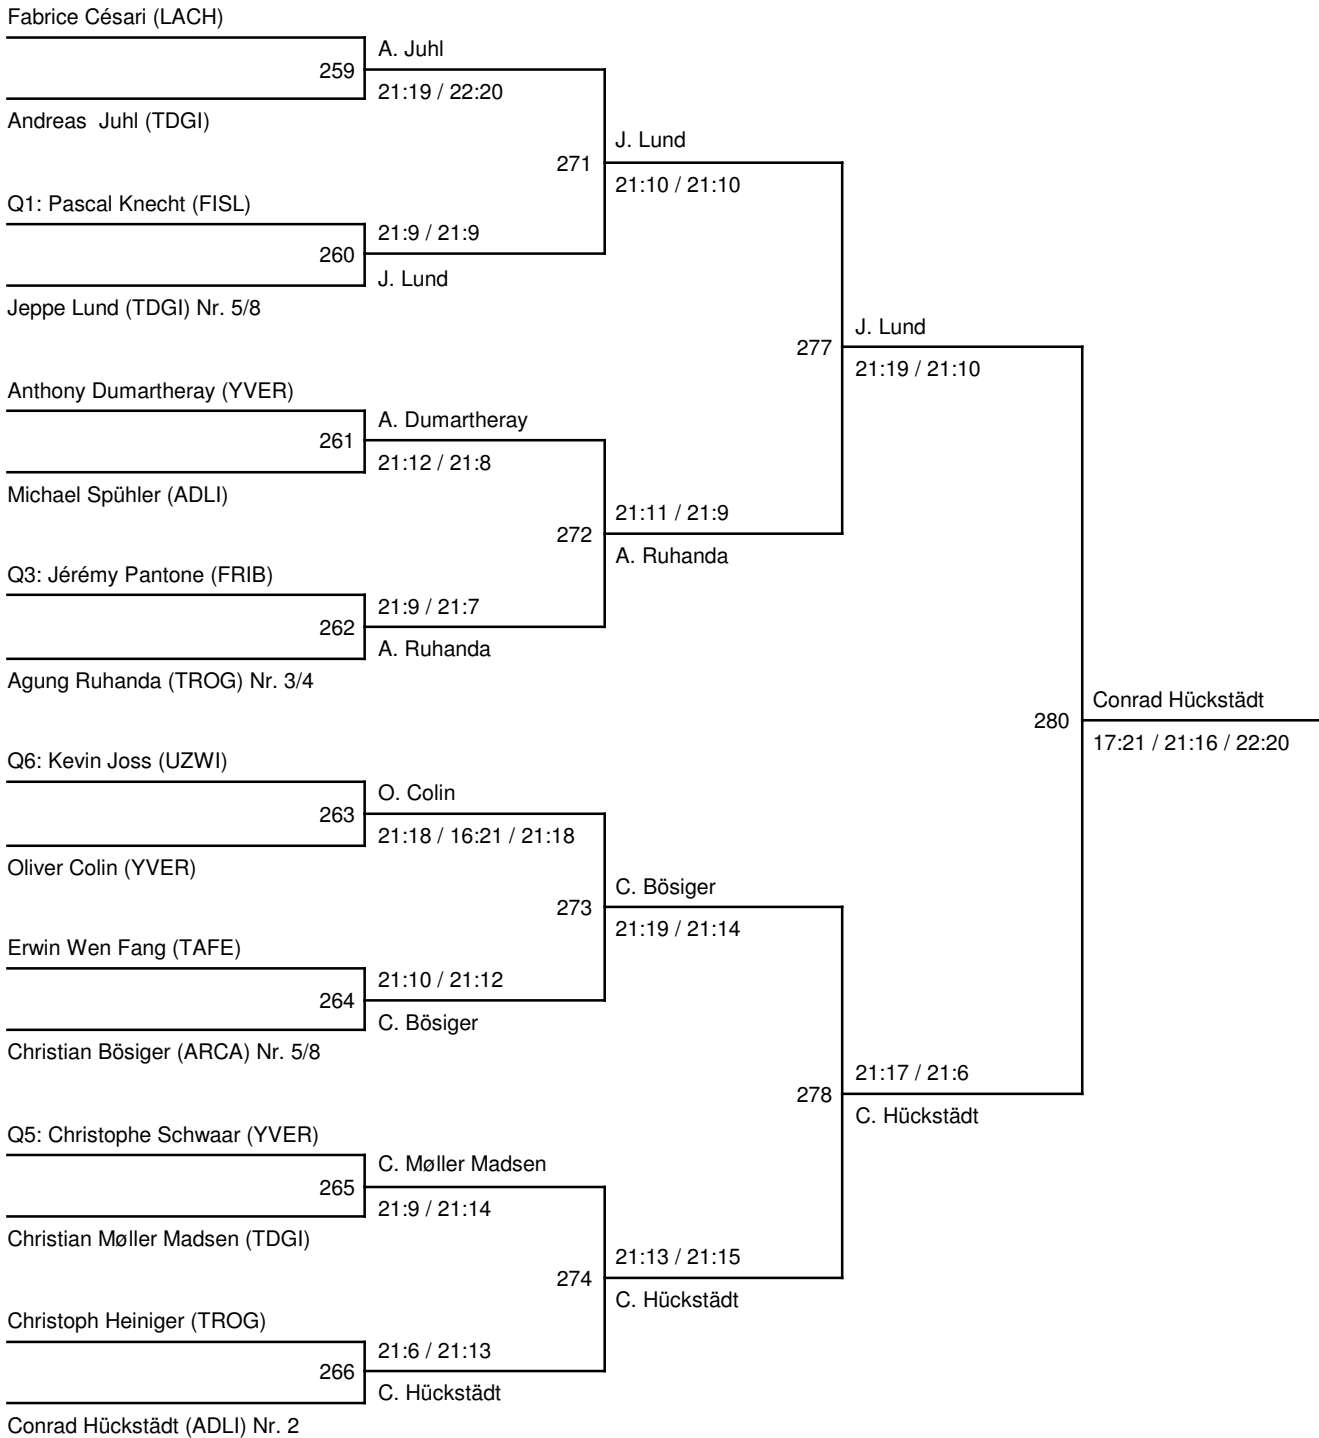 Fabrice Césari (LACH)
A. Juhl
259
21:19 / 22:20
Andreas  Juhl (TDGI)
J. Lund
271
21:10 / 21:10
Q1: Pascal Knecht (FISL)
21:9 / 21:9
260
J. Lund
Jeppe Lund (TDGI) Nr. 5/8
J. Lund
277
21:19 / 21:10
Anthony Dumartheray (YVER)
A. Dumartheray
261
21:12 / 21:8
Michael Spühler (ADLI)
21:11 / 21:9
272
A. Ruhanda
Q3: Jérémy Pantone (FRIB)
21:9 / 21:7
262
A. Ruhanda
Agung Ruhanda (TROG) Nr. 3/4
Conrad Hückstädt
280
17:21 / 21:16 / 22:20
Q6: Kevin Joss (UZWI)
O. Colin
263
21:18 / 16:21 / 21:18
Oliver Colin (YVER)
C. Bösiger
273
21:19 / 21:14
Erwin Wen Fang (TAFE)
21:10 / 21:12
264
C. Bösiger
Christian Bösiger (ARCA) Nr. 5/8
21:17 / 21:6
278
C. Hückstädt
Q5: Christophe Schwaar (YVER)
C. Møller Madsen
265
21:9 / 21:14
Christian Møller Madsen (TDGI)
21:13 / 21:15
274
C. Hückstädt
Christoph Heiniger (TROG)
21:6 / 21:13
266
C. Hückstädt
Conrad Hückstädt (ADLI) Nr. 2